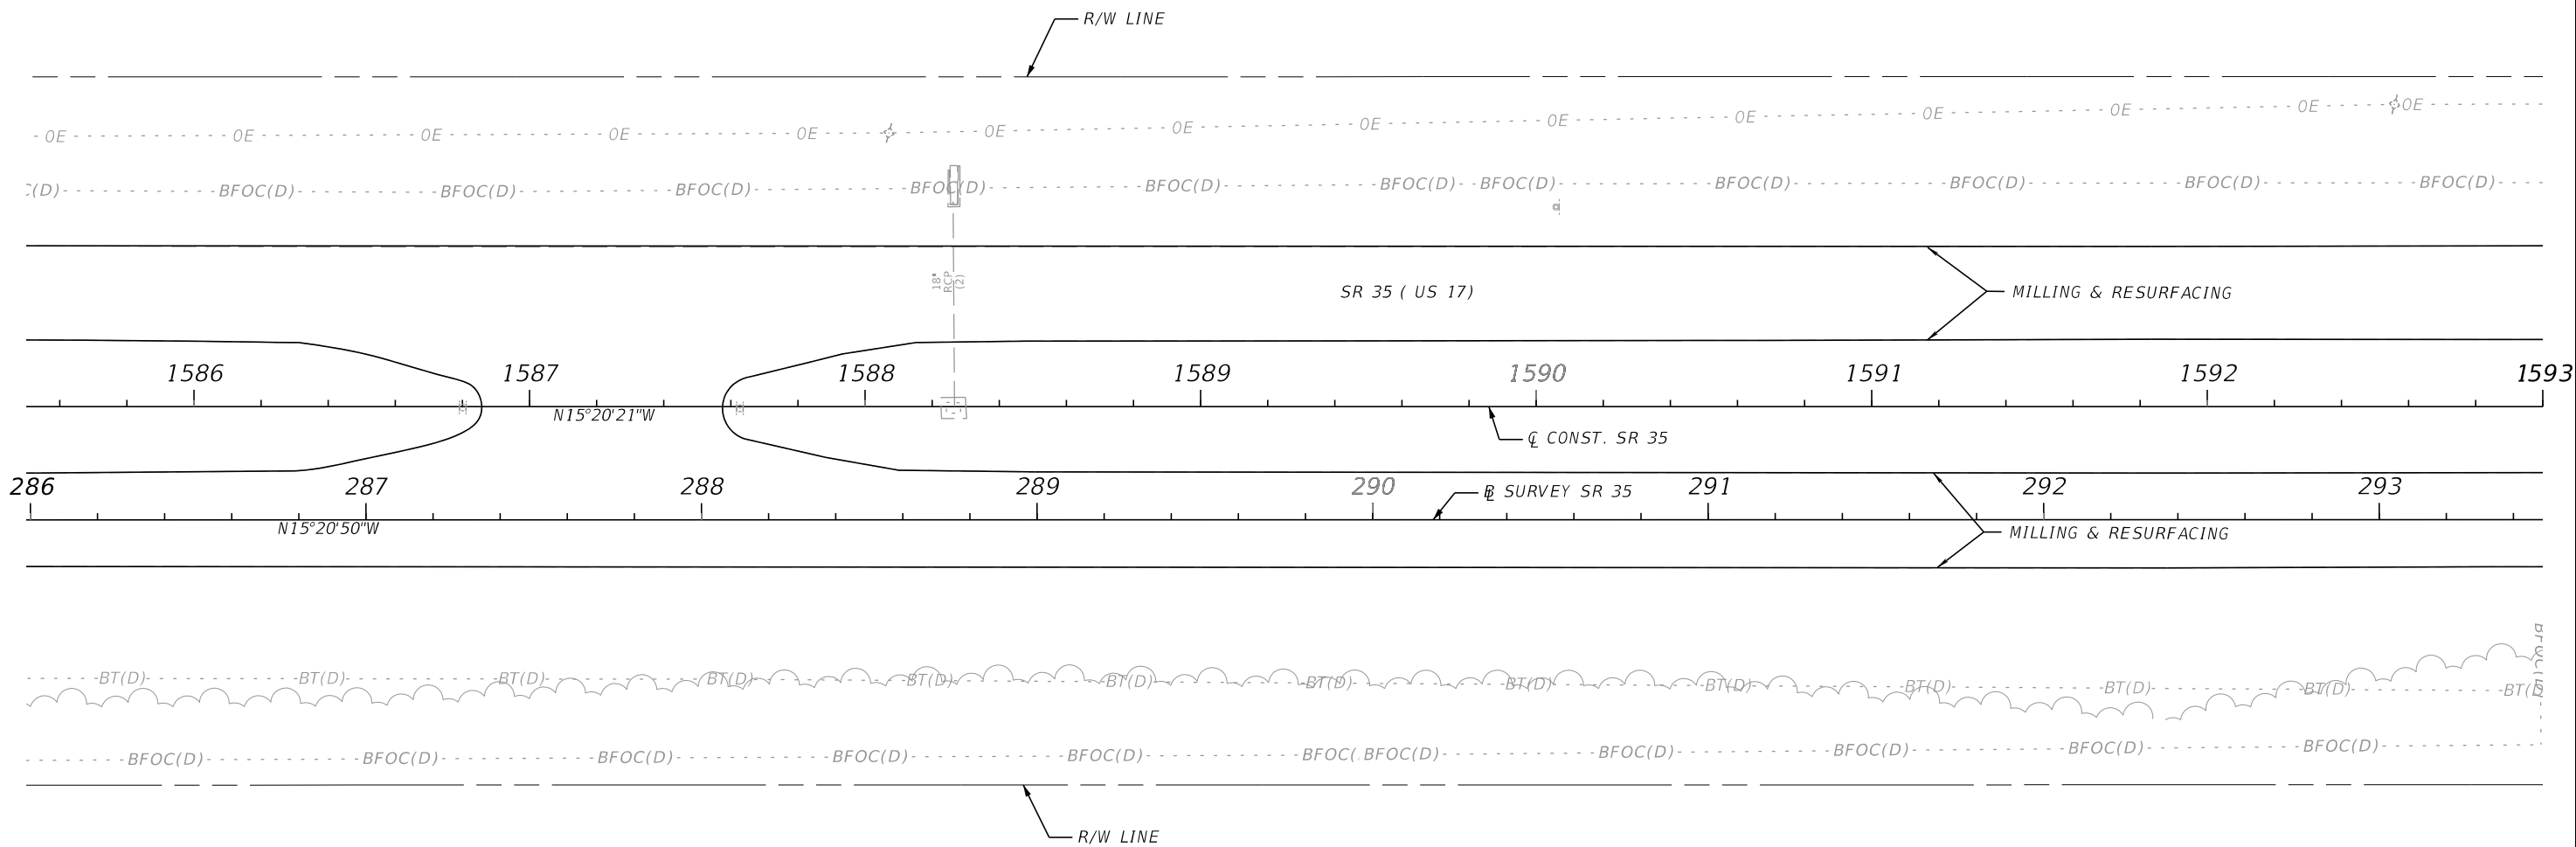 R/W LINE
OE OE OE OE OE OE OE OE OE OE OE OE OE
C(D) BFOC(D) BFOC(D) BFOC(D) BFOC(D) BFOC(D) BFOC(D) BFOC(D) BFOC(D) BFOC(D) BFOC(D) BFOC(D)
18"
RCP
(2)
SR 35 ( US 17)
MILLING & RESURFACING
1586 1587 1588 1589 1590 1591 1592 1593
N15°20'21"W
℄ CONST. SR 35
286 287 288 289 290 291 292 293
BL SURVEY SR 35
N15°20'50"W
MILLING & RESURFACING
BFOC(D)
BT(D) BT(D) BT(D) BT(D) BT(D) BT(D) BT(D) BT(D) BT(D) BT(D) BT(D) BT(D) BT(D)
BFOC(D) BFOC(D) BFOC(D) BFOC(D) BFOC(D) BFOC( BFOC(D) BFOC(D) BFOC(D) BFOC(D) BFOC(D)
R/W LINE